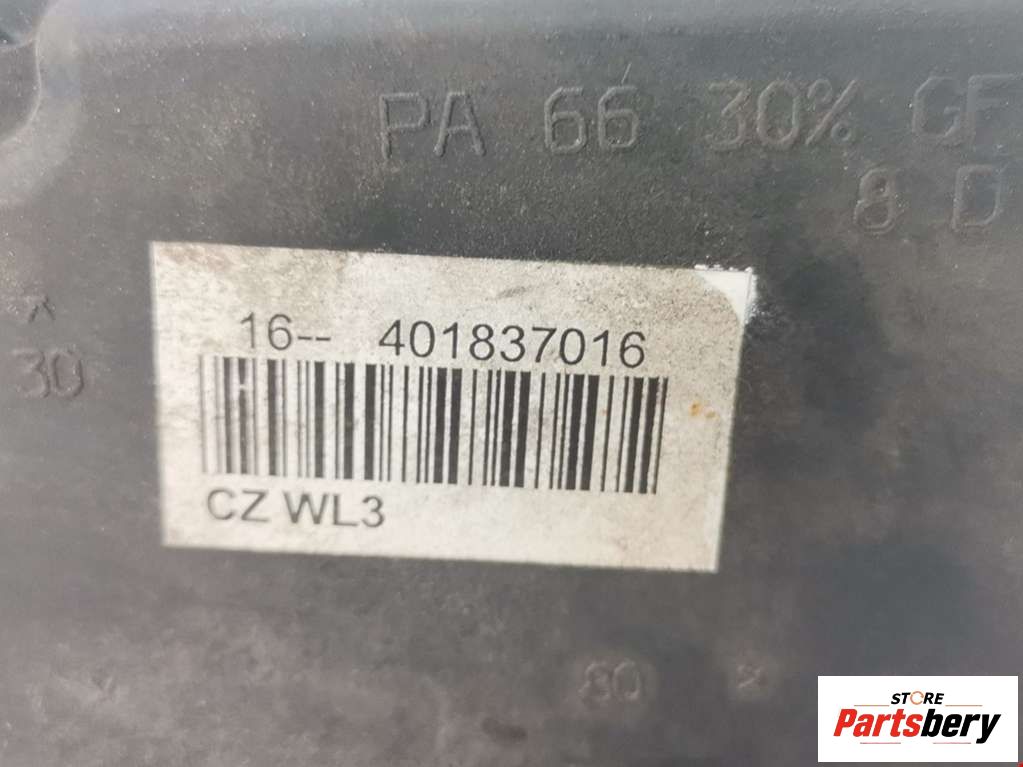 PA 66 30% GF
8 D
16-- 401837016
30
CZ WL3
80
STORE
Partsbery